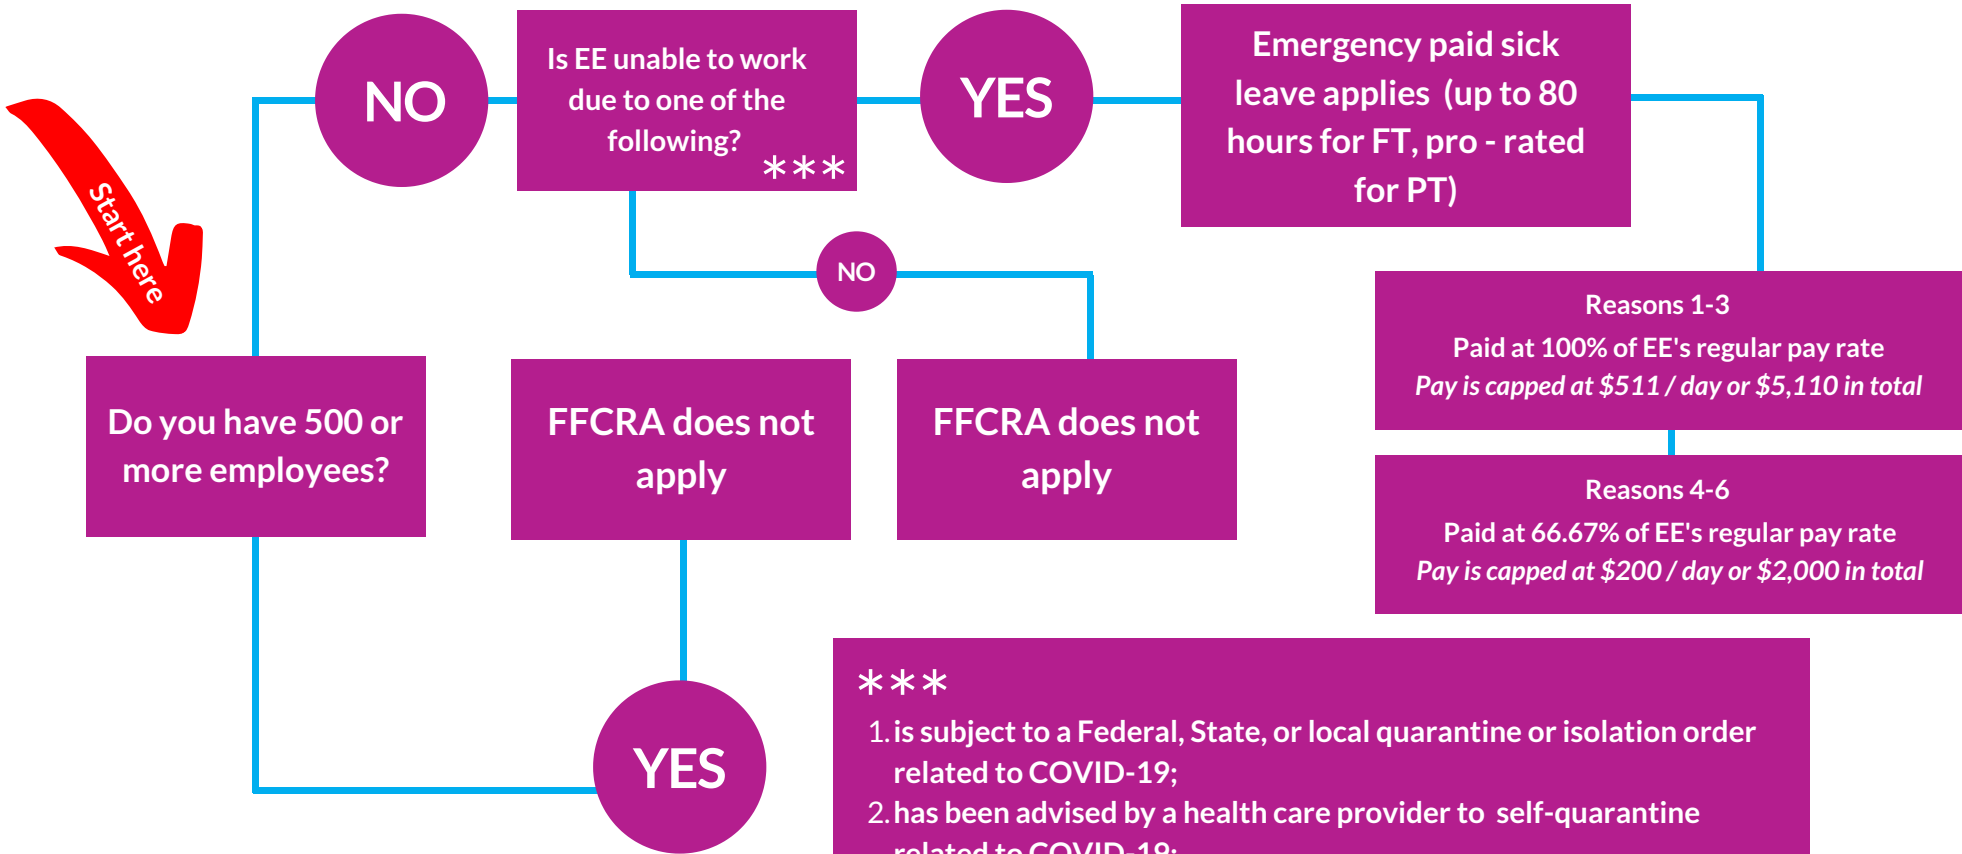 Start here
NO
Is EE unable to work
due to one of the
following?
***
YES
Emergency paid sick
leave applies (up to 80
hours for FT, pro - rated
for PT)
NO
Reasons 1-3
Paid at 100% of EE's regular pay rate
Pay is capped at $511 / day or $5,110 in total
Do you have 500 or
more employees?
FFCRA does not
apply
FFCRA does not
apply
Reasons 4-6
Paid at 66.67% of EE's regular pay rate
Pay is capped at $200 / day or $2,000 in total
YES
***
1. is subject to a Federal, State, or local quarantine or isolation order
related to COVID-19;
2. has been advised by a health care provider to self-quarantine
related to COVID-19;